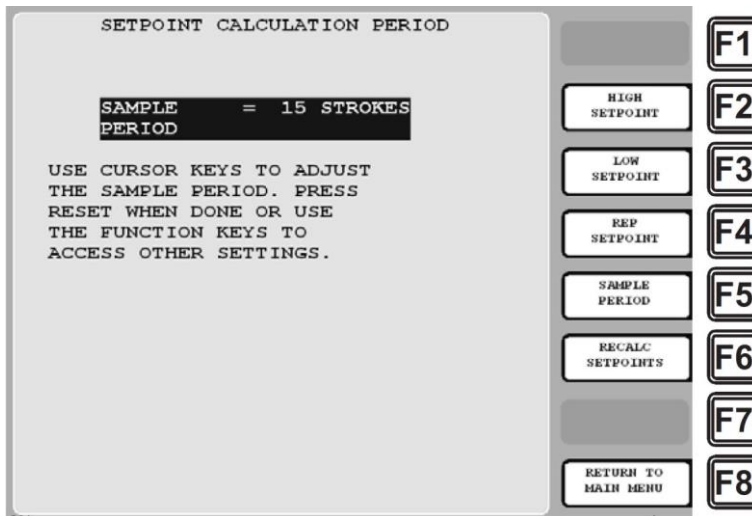 SETPOINT CALCULATION PERIOD
SAMPLE = 15 STROKES
PERIOD
USE CURSOR KEYS TO ADJUST
THE SAMPLE PERIOD. PRESS
RESET WHEN DONE OR USE
THE FUNCTION KEYS TO
ACCESS OTHER SETTINGS.
F1
HIGH
SETPOINT
F2
LOW
SETPOINT
F3
REP
SETPOINT
F4
SAMPLE
PERIOD
F5
RECALC
SETPOINTS
F6
F7
RETURN TO
MAIN MENU
F8